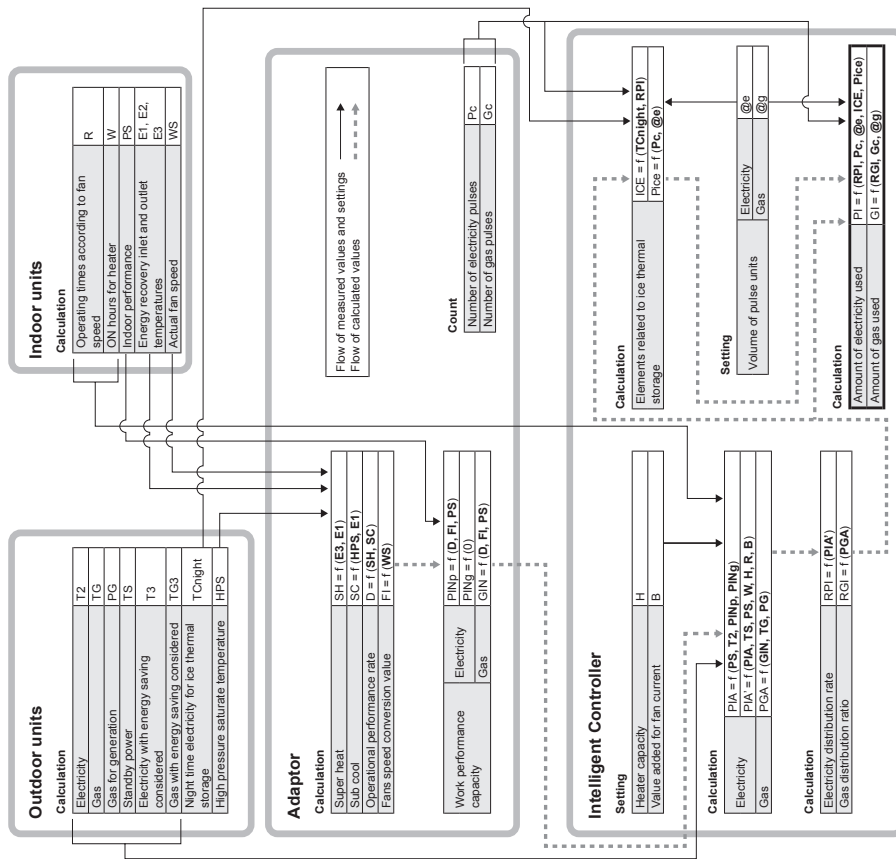 Outdoor units
Calculation
Electricity T2
Gas TG
Gas for generation PG
Standby power TS
Electricity with energy saving
considered T3
Gas with energy saving considered TG3
Night time electricity for ice thermal
storage TCnight
High pressure saturate temperature HPS
Indoor units
Calculation
Operating times according to fan
speed R
ON hours for heater W
Indoor performance PS
Energy recovery inlet and outlet
temperatures
E1, E2,
E3
Actual fan speed WS
Adaptor
Calculation
Super heat SH = f (E3, E1)
Sub cool SC = f (HPS, E1)
Operational performance rate D = f (SH, SC)
Fans speed conversion value FI = f (WS)
Work performance
capacity
Electricity
PINp = f (D, FI, PS)
PINg = f (0)
Gas GIN = f (D, FI, PS)
Flow of measured values and settings
Flow of calculated values
Count
Number of electricity pulses Pc
Number of gas pulses Gc
Intelligent Controller
Setting
Heater capacity H
Value added for fan current B
Calculation
Electricity
PIA = f (PS, T2, PINp, PINg)
PIA' = f (PIA, TS, PS, W, H, R, B)
Gas PGA = f (GIN, TG, PG)
Calculation
Electricity distribution rate RPI = f (PIA')
Gas distribution ratio RGI = f (PGA)
Calculation
Elements related to ice thermal
storage
ICE = f (TCnight, RPI)
Pice = f (Pc, @e)
Setting
Volume of pulse units
Electricity @e
Gas @g
Calculation
Amount of electricity used PI = f (RPI, Pc, @e, ICE, Pice)
Amount of gas used GI = f (RGI, Gc, @g)